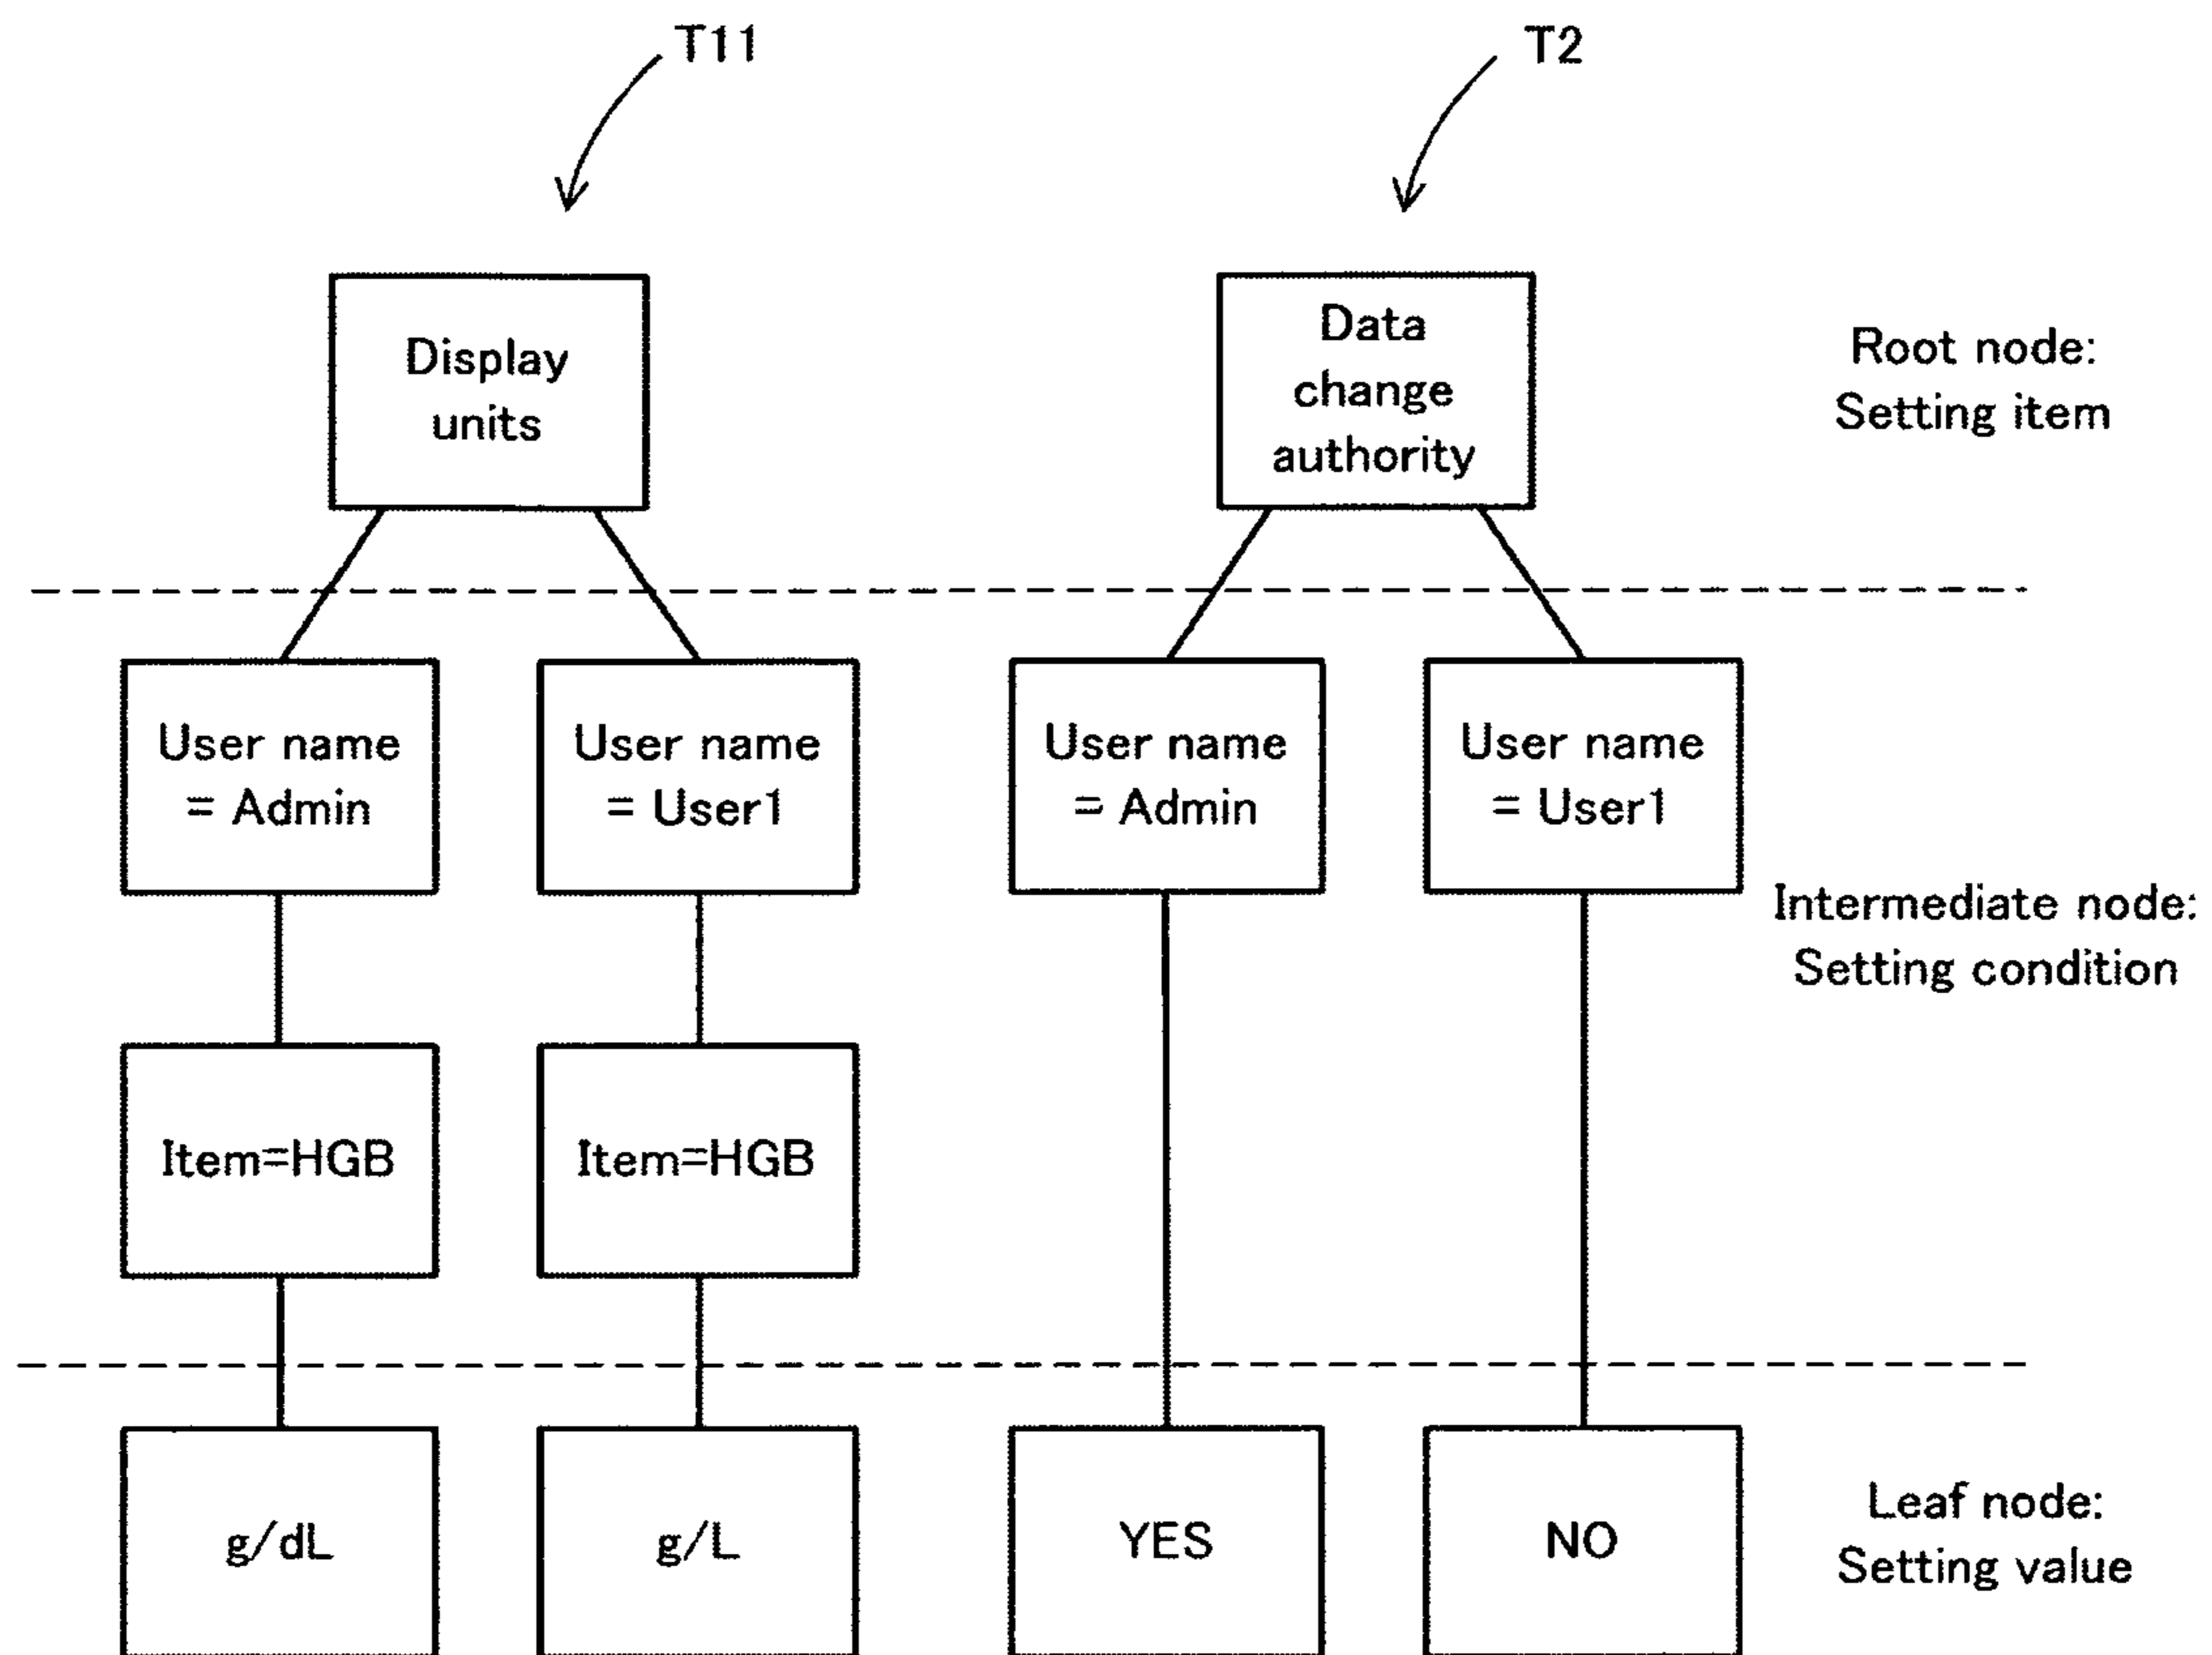 T11
T2
Display
units
Data
change
authority
Root node:
Setting item
User name
= Admin
User name
= User1
User name
= Admin
User name
= User1
Intermediate node:
Setting condition
Item=HGB
Item=HGB
g/dL
g/L
YES
NO
Leaf node:
Setting value